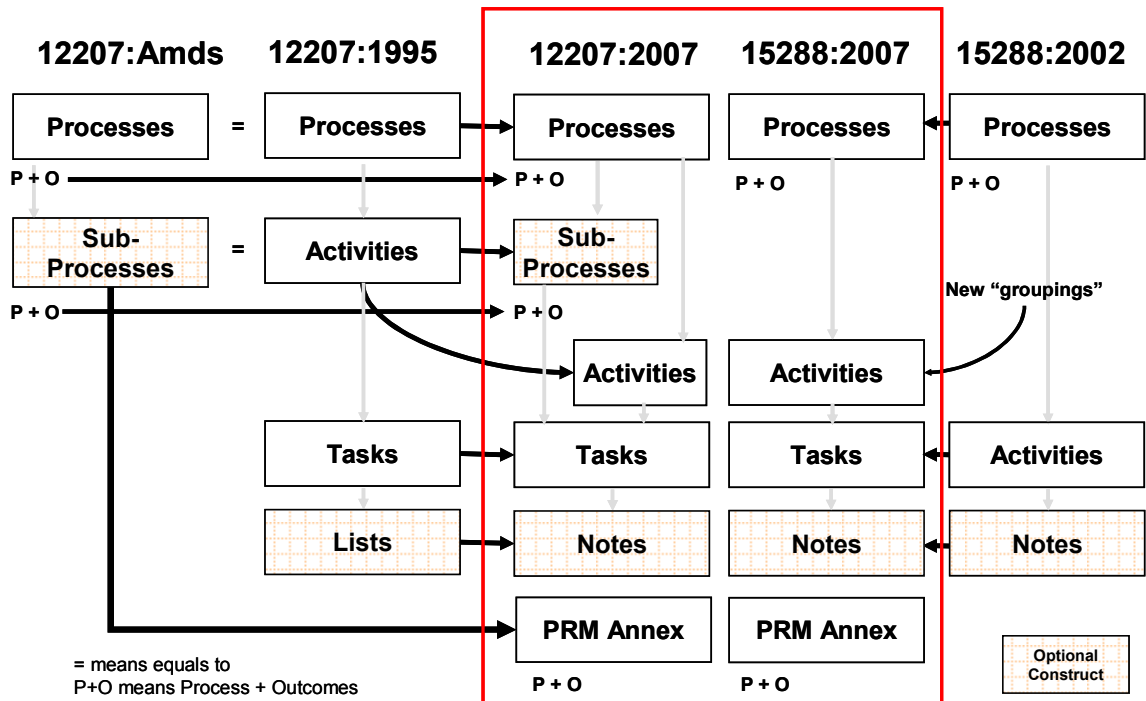 12207:Amds 12207:1995 12207:2007 15288:2007 15288:2002
Processes = Processes Processes Processes Processes
P + O P + O P + O P + O
Sub-
Processes
=
Activities
Sub-
Processes
New “groupings”
P + O P + O
Activities Activities
Tasks Tasks Tasks Activities
Lists Notes Notes Notes
PRM Annex PRM Annex
= means equals to
P+O means Process + Outcomes
P + O P + O
Optional
Construct